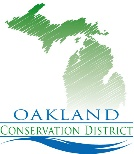 OAKLAND
CONSERVATION DISTRICT